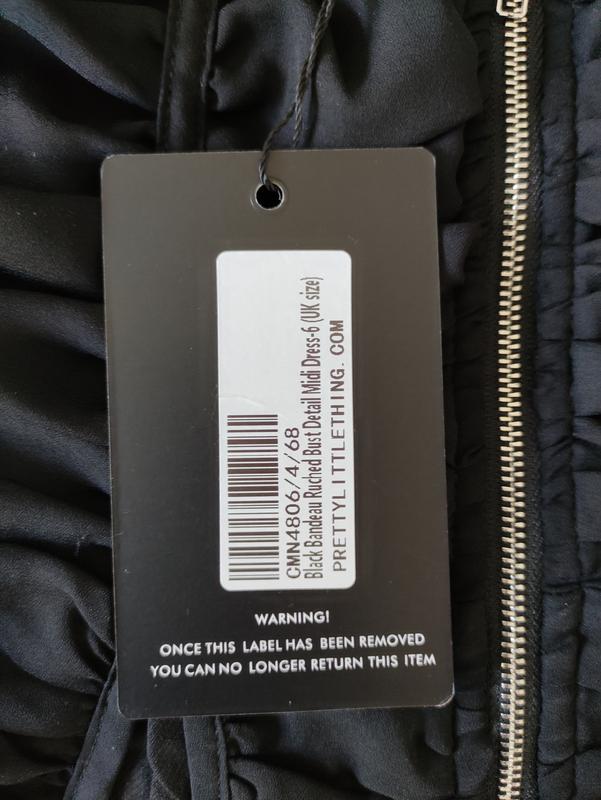 CMN4806/4/68
Black Bandeau Ruched Bust Detail Midi Dress-6 (UK size)
PRETTYLITTLETHING. COM
WARNING!
ONCE THIS LABEL HAS BEEN REMOVED
YOU CAN NO LONGER RETURN THIS ITEM